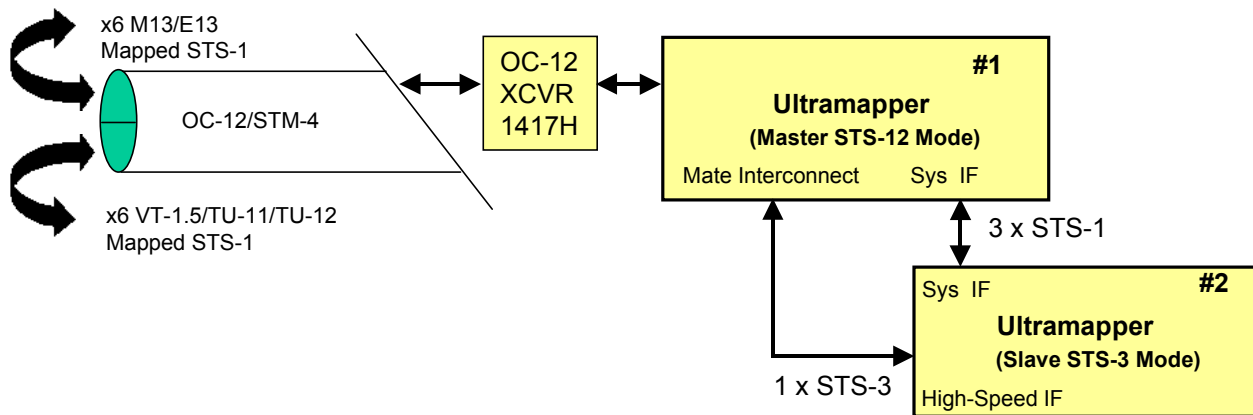 x6 M13/E13
Mapped STS-1
OC-12/STM-4
x6 VT-1.5/TU-11/TU-12
Mapped STS-1
OC-12
XCVR
1417H
#1
Ultramapper
(Master STS-12 Mode)
Mate Interconnect
Sys IF
3 x STS-1
1 x STS-3
Sys IF
#2
Ultramapper
(Slave STS-3 Mode)
High-Speed IF